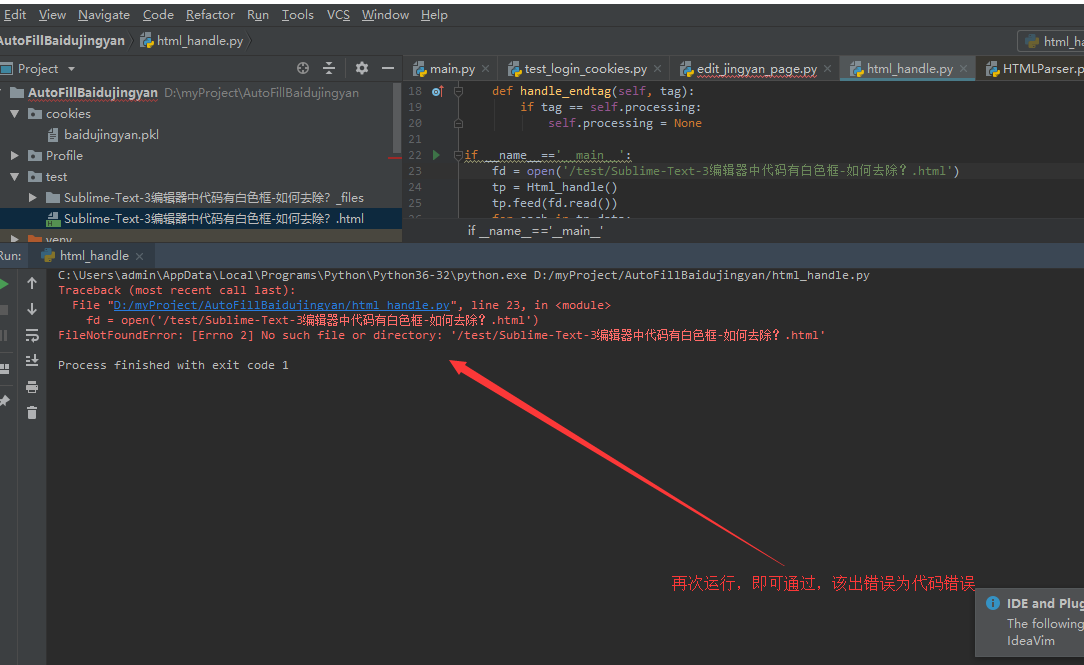 Edit View Navigate Code Refactor Run Tools VCS Window Help
AutoFillBaidujingyan html_handle.py
Project
AutoFillBaidujingyan D:\myProject\AutoFillBaidujingyan
cookies
baidujingyan.pkl
Profile
test
Sublime-Text-3编辑器中代码有白色框-如何去除？_files
Sublime-Text-3编辑器中代码有白色框-如何去除？.html
venv
main.py test_login_cookies.py edit_jingyan_page.py html_handle.py HTMLParser.p
18 def handle_endtag(self, tag):
19 if tag == self.processing:
20 self.processing = None
21
22 if __name__=='__main__':
23 fd = open('/test/Sublime-Text-3编辑器中代码有白色框-如何去除？.html')
24 tp = Html_handle()
25 tp.feed(fd.read())
if __name__=='__main__'
Run: html_handle
C:\Users\admin\AppData\Local\Programs\Python\Python36-32\python.exe D:/myProject/AutoFillBaidujingyan/html_handle.py
Traceback (most recent call last):
File "D:/myProject/AutoFillBaidujingyan/html_handle.py", line 23, in <module>
fd = open('/test/Sublime-Text-3编辑器中代码有白色框-如何去除？.html')
FileNotFoundError: [Errno 2] No such file or directory: '/test/Sublime-Text-3编辑器中代码有白色框-如何去除？.html'
Process finished with exit code 1
再次运行，即可通过，该出错误为代码错误
IDE and Plug
The following
IdeaVim